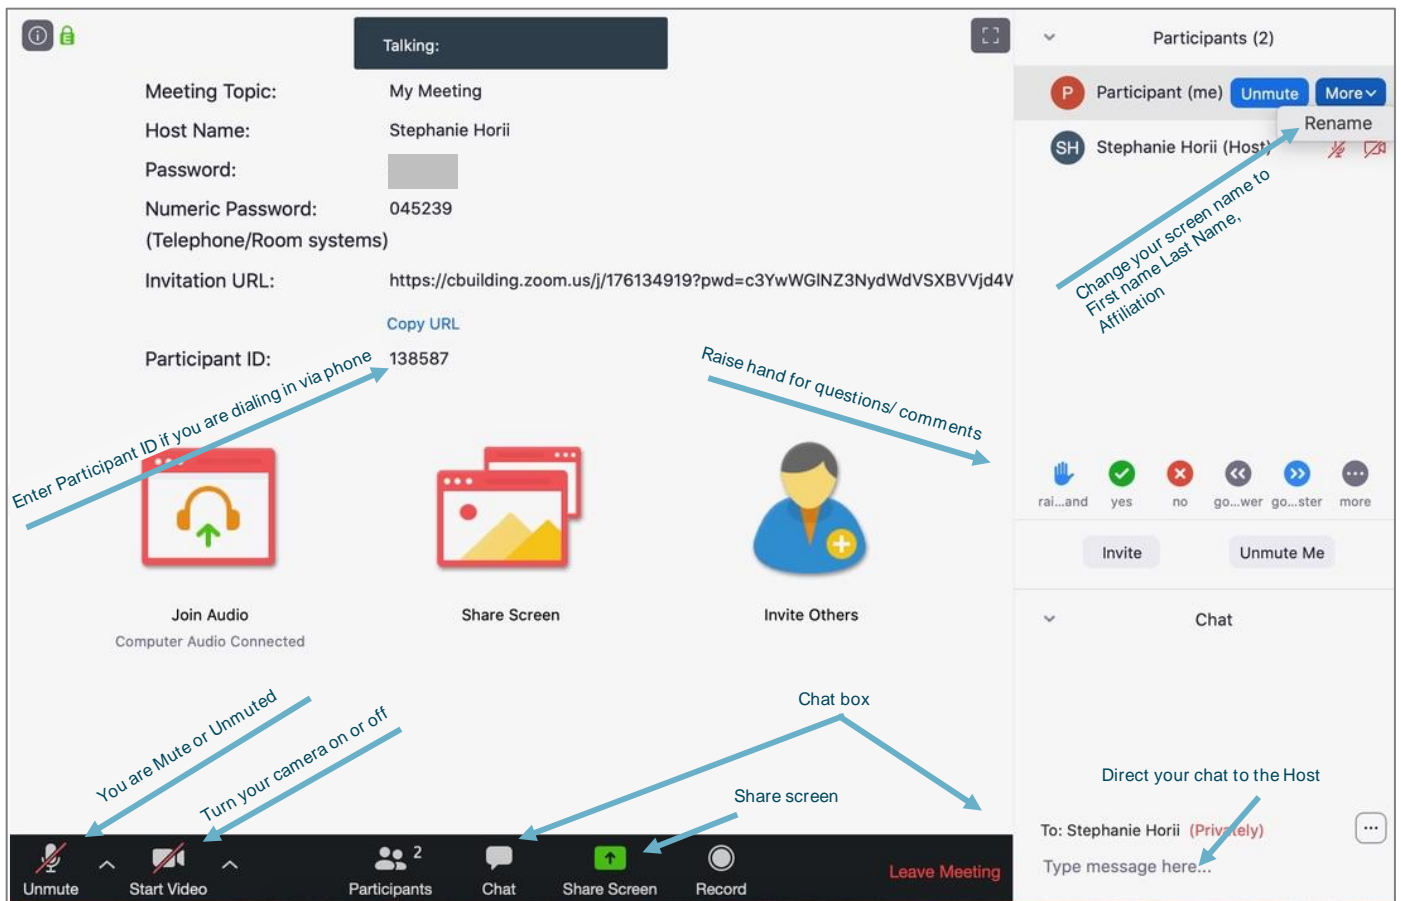 Talking:
Meeting Topic: My Meeting
Host Name: Stephanie Horii
Password:
Numeric Password: 045239
(Telephone/Room systems)
Invitation URL: https://cbuilding.zoom.us/j/176134919?pwd=c3YwWGlNZ3NydWdVSXBVVjd4W
Copy URL
Participant ID: 138587
Enter Participant ID if you are dialing in via phone
Raise hand for questions/ comments
Join Audio
Computer Audio Connected
Share Screen
Invite Others
You are Mute or Unmuted
Turn your camera on or off
Chat box
Share screen
Unmute
Start Video
2
Participants
Chat
Share Screen
Record
Leave Meeting
Participants (2)
P Participant (me) Unmute More
Rename
SH Stephanie Horii (Host)
Change your screen name to
First name Last Name,
Affiliation
rai...and yes no go...wer go...ster more
Invite Unmute Me
Chat
Direct your chat to the Host
To: Stephanie Horii (Privately)
Type message here...